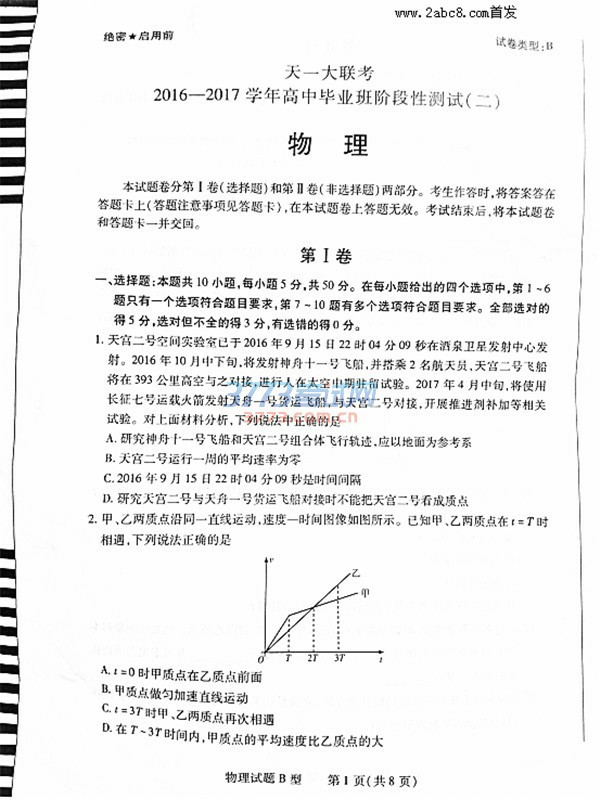 www.2abc8.com首发
绝密★启用前
试卷类型:B
天一大联考
2016—2017学年高中毕业班阶段性测试(二)
物 理
本试题卷分第Ⅰ卷(选择题)和第Ⅱ卷(非选择题)两部分。考生作答时,将答案答在
答题卡上(答题注意事项见答题卡),在本试题卷上答题无效。考试结束后,将本试题卷
和答题卡一并交回。
第Ⅰ卷
一、选择题:本题共10小题,每小题5分,共50分。在每小题给出的四个选项中,第1~6
题只有一个选项符合题目要求,第7~10题有多个选项符合题目要求。全部选对的
得5分,选对但不全的得3分,有选错的得0分。
1. 天宫二号空间实验室已于2016年9月15日22时04分09秒在酒泉卫星发射中心发
射。2016年10月中下旬,将发射神舟十一号飞船,并搭乘2名航天员,天宫二号飞船
将在393公里高空与之对接,进行人在太空中期驻留试验。2017年4月中旬,将使用
长征七号运载火箭发射天舟一号货运飞船,与天宫二号对接,开展推进剂补加等相关
试验。对上面材料分析,下列说法中正确的是
3773考试网
3773.com.cn
A. 研究神舟十一号飞船和天宫二号组合体飞行轨迹,应以地面为参考系
B. 天宫二号运行一周的平均速率为零
C. 2016年9月15日22时04分09秒是时间间隔
D. 研究天宫二号与天舟一号货运飞船对接时不能把天宫二号看成质点
2. 甲、乙两质点沿同一直线运动,速度—时间图像如图所示。已知甲、乙两质点在t=T时
相遇,下列说法正确的是
v
乙
甲
O T 2T 3T t
A. t=0时甲质点在乙质点前面
B. 甲质点做匀加速直线运动
C. t=3T时甲、乙两质点再次相遇
D. 在T~3T时间内,甲质点的平均速度比乙质点的大
物理试题B型 第1页(共8页)